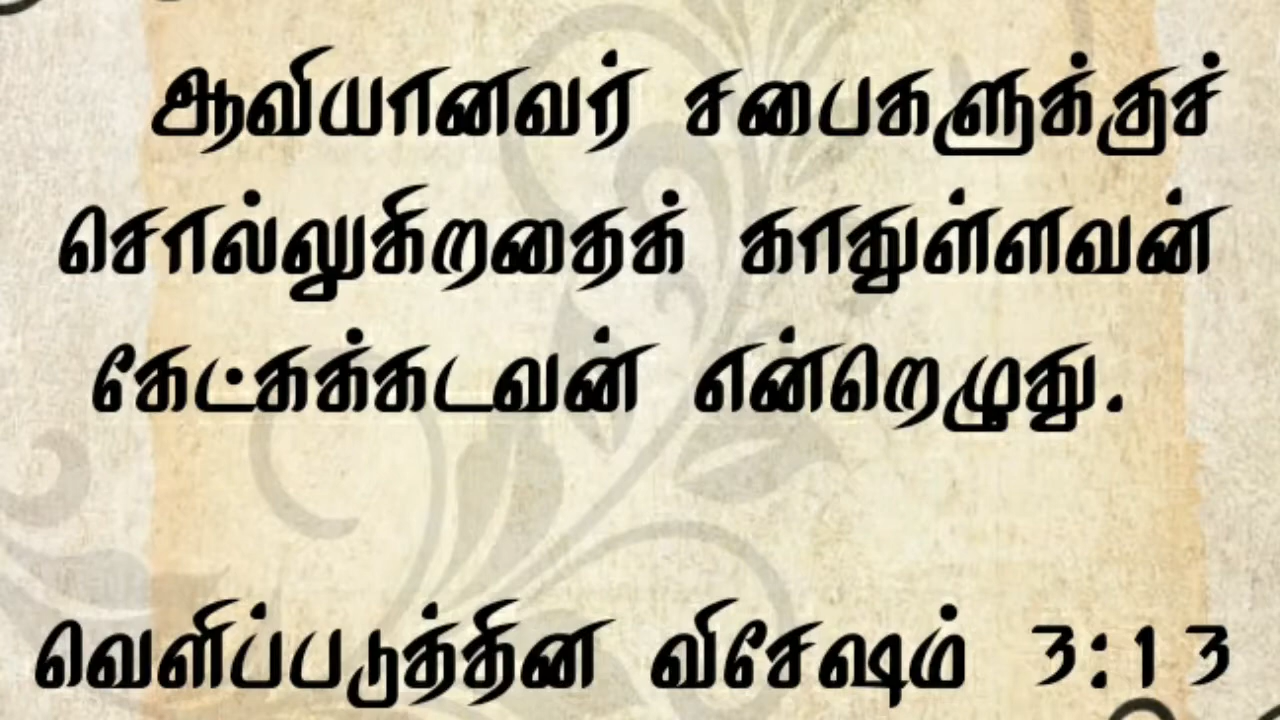 ஆவியானவர் சபைகளுக்குச்
சொல்லுகிறதைக் காதுள்ளவன்
கேட்கக்கடவன் என்றெழுது.
வெளிப்படுத்தின விசேஷம் 3:13